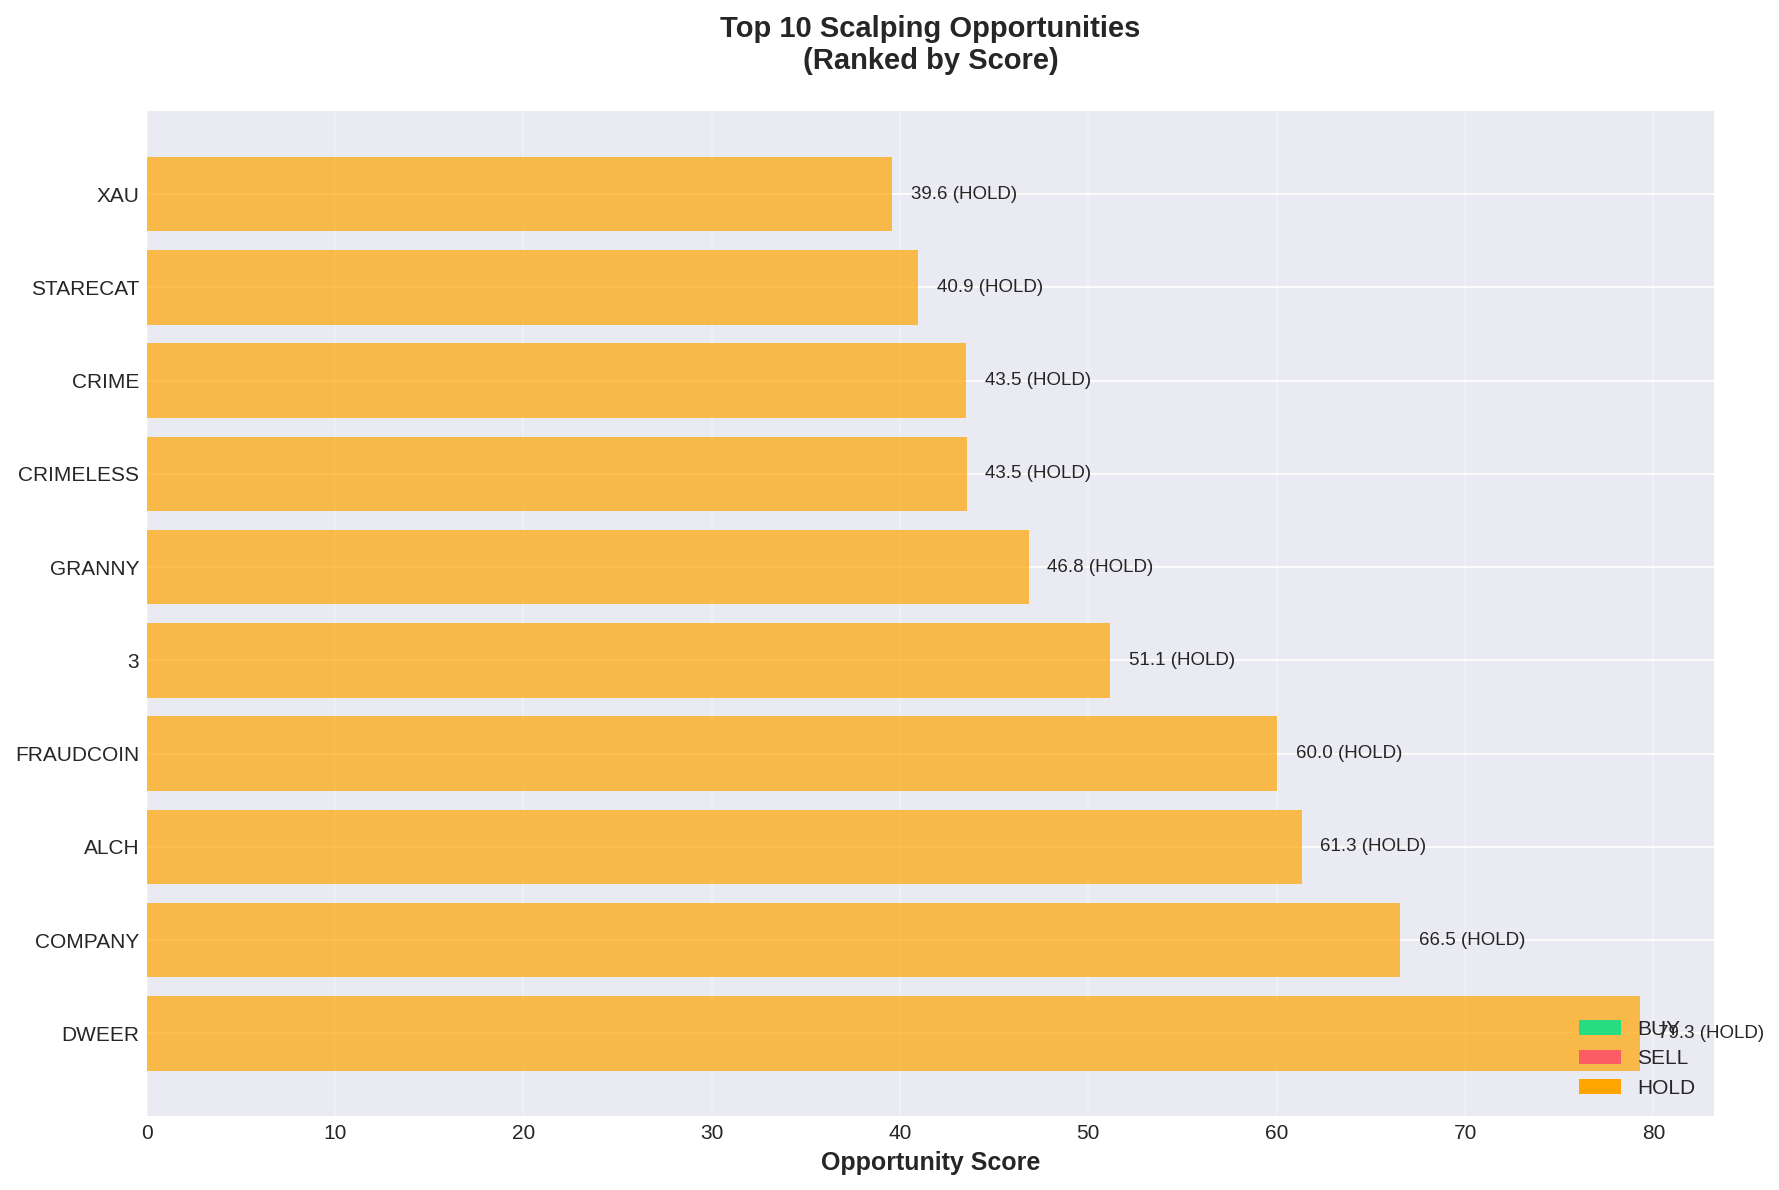 Top 10 Scalping Opportunities
(Ranked by Score)
XAU
39.6 (HOLD)
STARECAT
40.9 (HOLD)
CRIME
43.5 (HOLD)
CRIMELESS
43.5 (HOLD)
GRANNY
46.8 (HOLD)
3
51.1 (HOLD)
FRAUDCOIN
60.0 (HOLD)
ALCH
61.3 (HOLD)
COMPANY
66.5 (HOLD)
DWEER
79.3 (HOLD)
BUY
SELL
HOLD
0 10 20 30 40 50 60 70 80
Opportunity Score